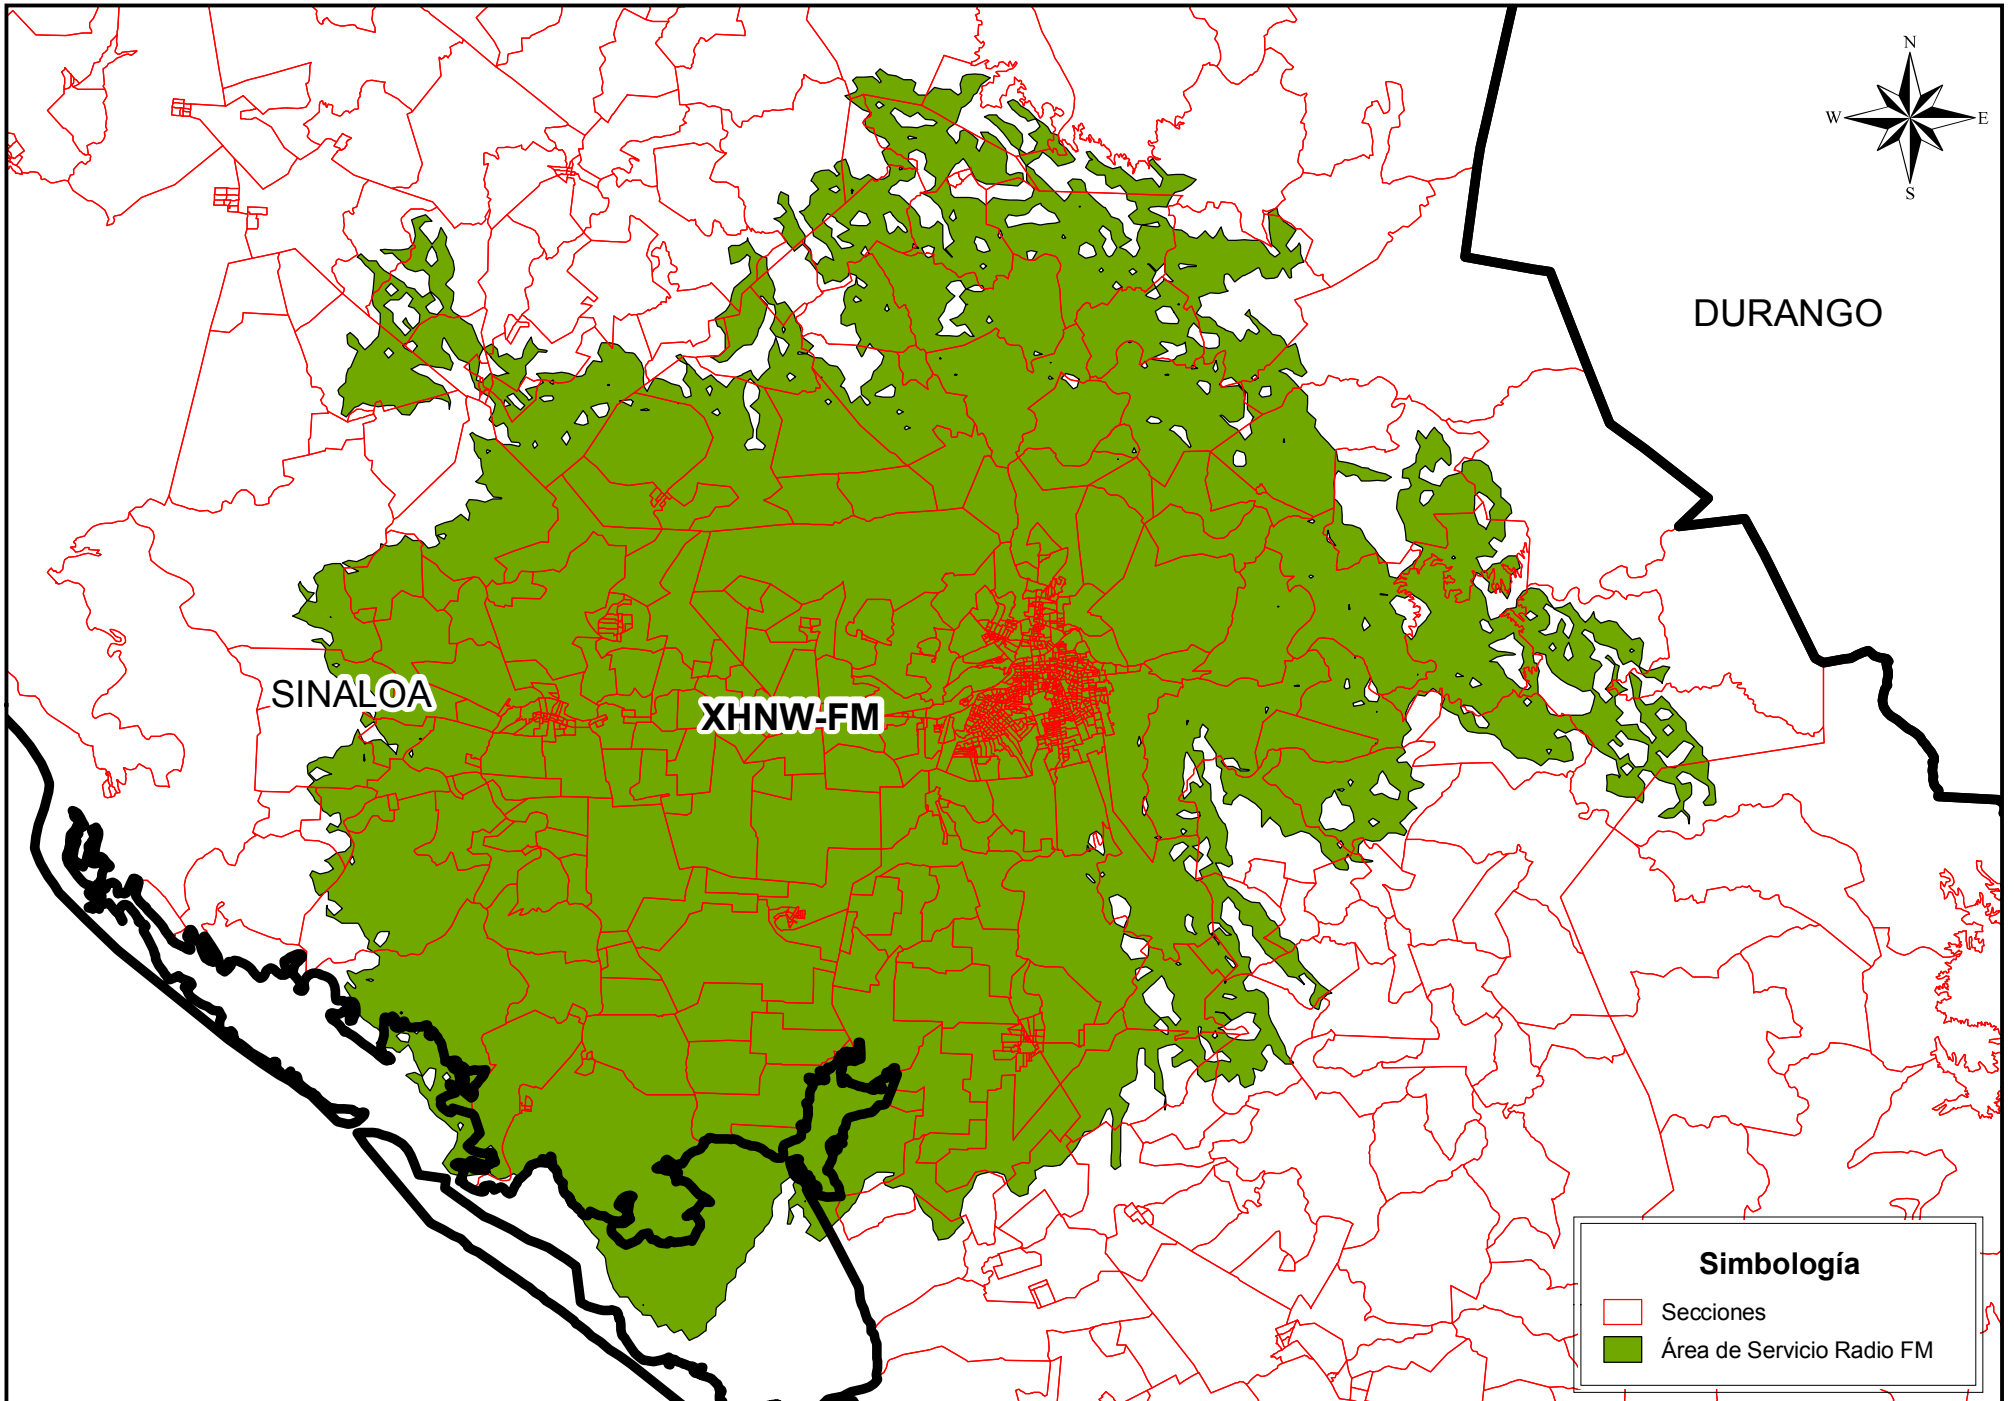 N
W E
S
DURANGO
SINALOA
XHNW-FM
Simbología
Secciones
Área de Servicio Radio FM